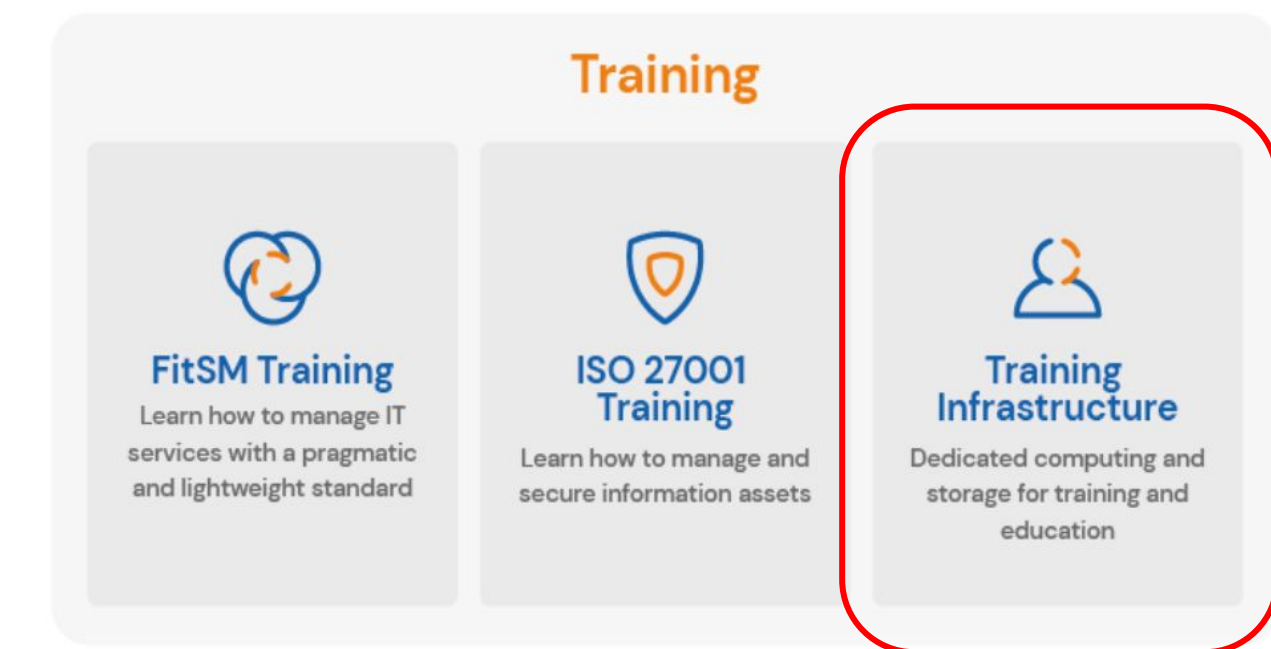 Training
FitSM Training
Learn how to manage IT
services with a pragmatic
and lightweight standard
ISO 27001
Training
Learn how to manage and
secure information assets
Training
Infrastructure
Dedicated computing and
storage for training and
education